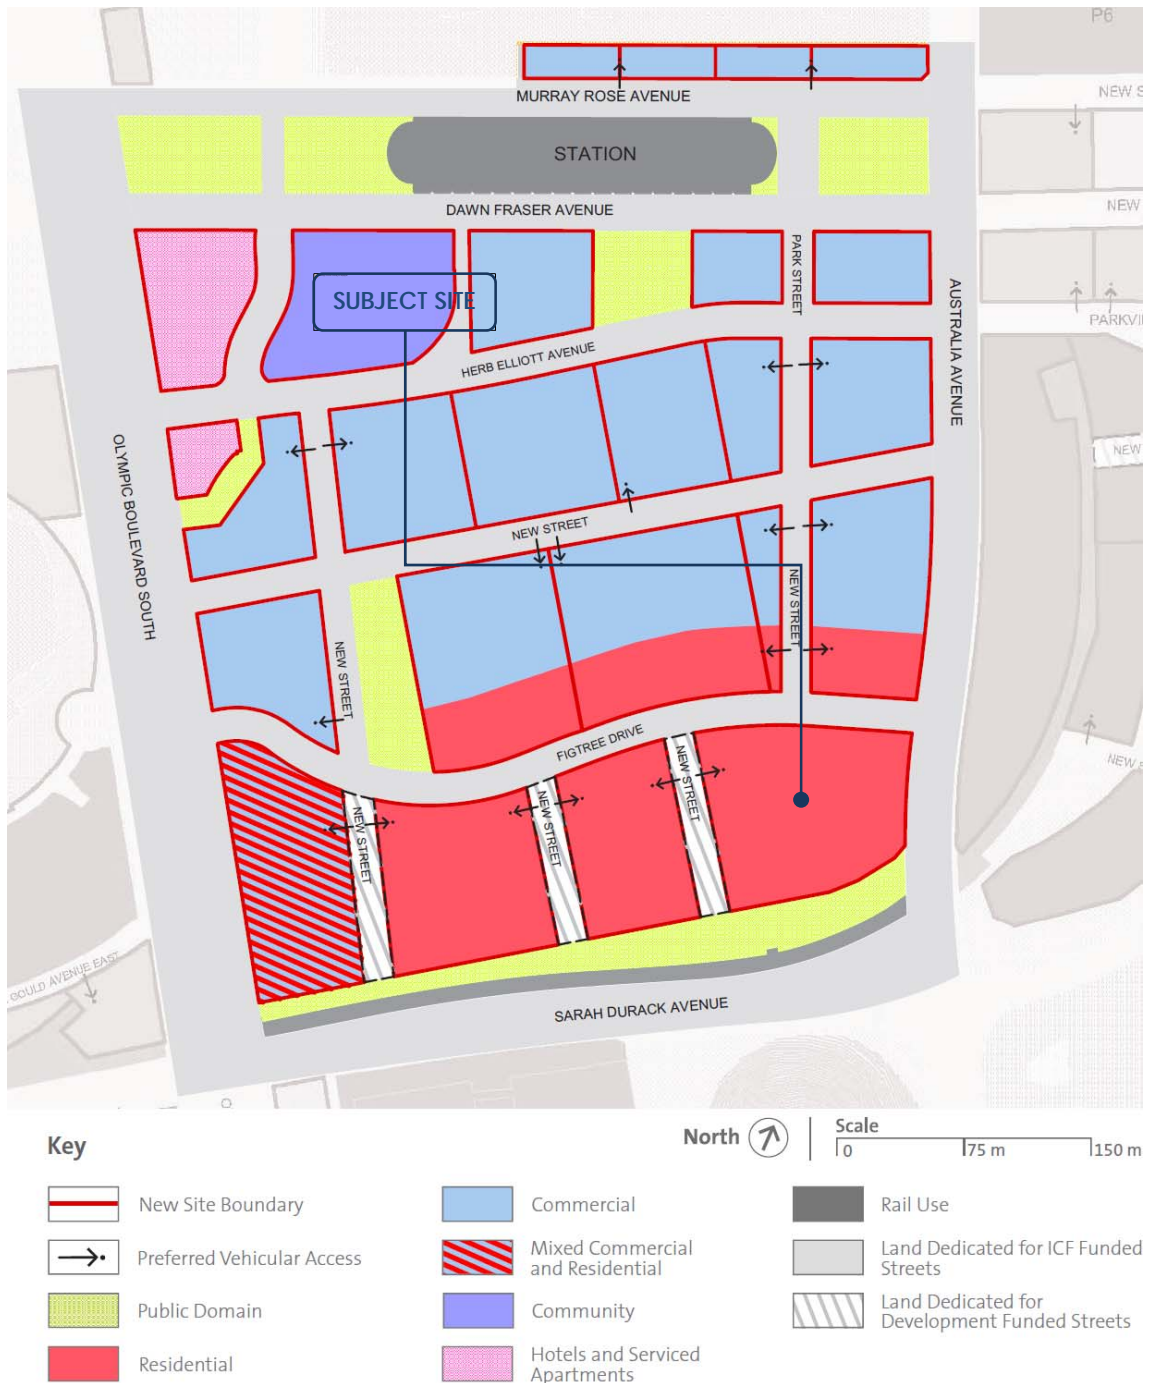 P6
NEW S
MURRAY ROSE AVENUE
STATION
DAWN FRASER AVENUE
NEW
PARK STREET
SUBJECT SITE
AUSTRALIA AVENUE
PARKVI
HERB ELLIOTT AVENUE
OLYMPIC BOULEVARD SOUTH
NEW
NEW STREET
NEW STREET
NEW STREET
FIGTREE DRIVE
NEW STREET
NEW STREET
NEW STREET
NEW
GOULD AVENUE EAST
SARAH DURACK AVENUE
Key
North
Scale
0 75 m 150 m
New Site Boundary
Preferred Vehicular Access
Public Domain
Residential
Commercial
Mixed Commercial
and Residential
Community
Hotels and Serviced
Apartments
Rail Use
Land Dedicated for ICF Funded
Streets
Land Dedicated for
Development Funded Streets